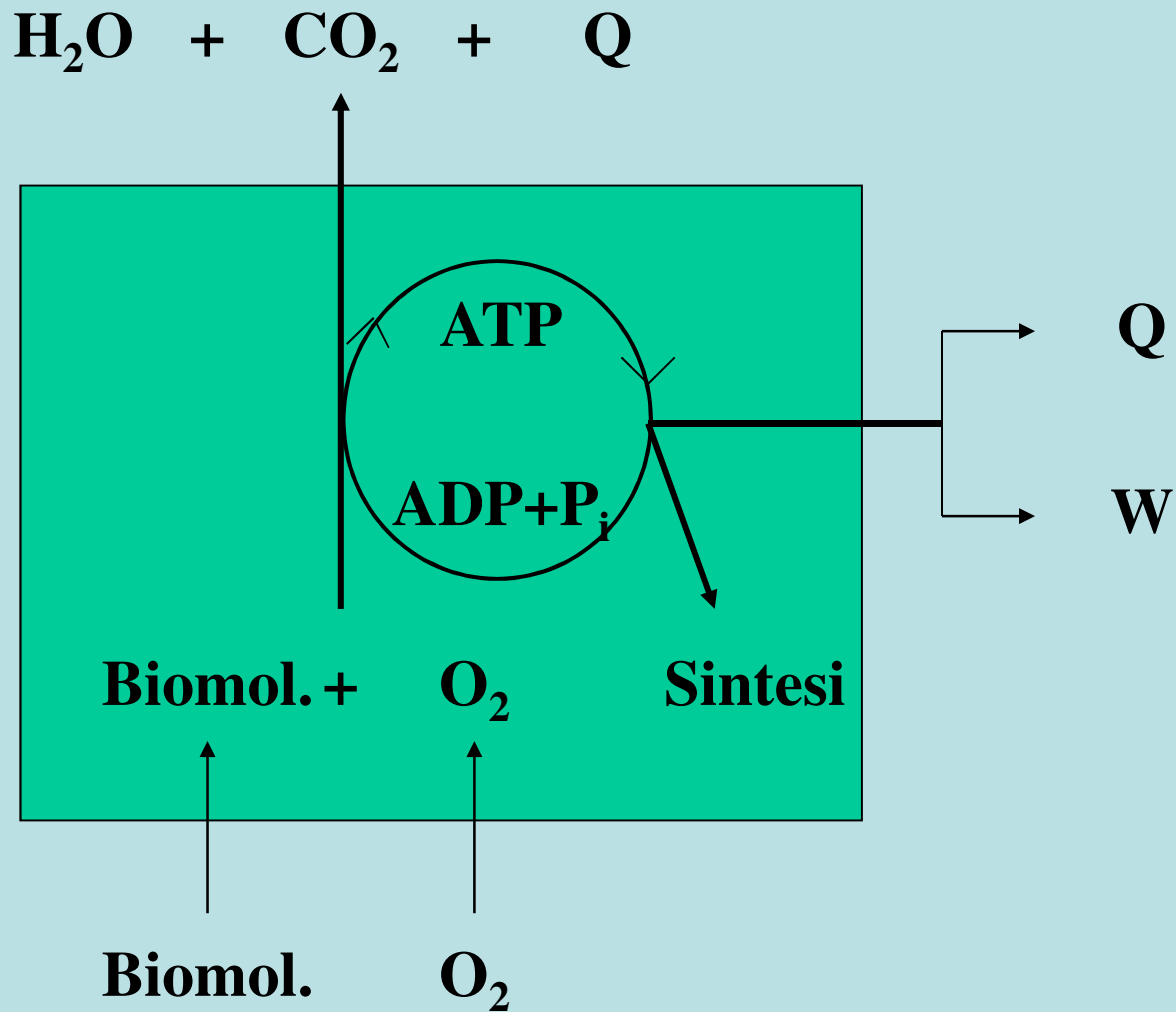 H₂O + CO₂ + Q
ATP
Q
ADP+Pᵢ
W
Biomol. + O₂ Sintesi
Biomol. O₂